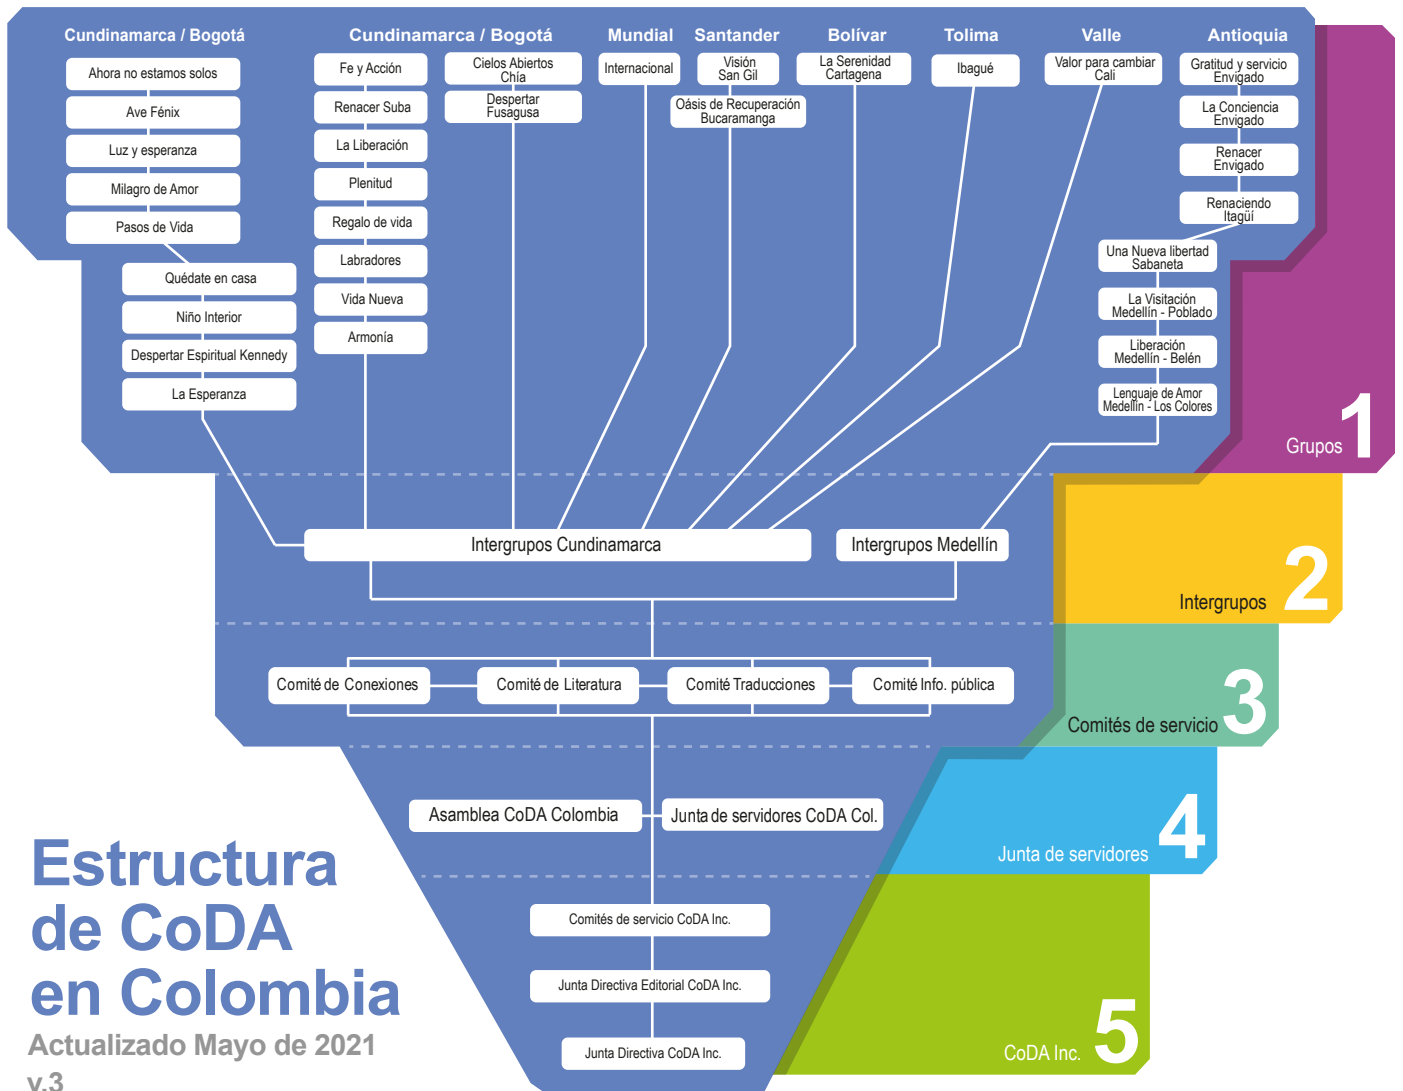 Cundinamarca / Bogotá
Ahora no estamos solos
Ave Fénix
Luz y esperanza
Milagro de Amor
Pasos de Vida
Quédate en casa
Niño Interior
Despertar Espiritual Kennedy
La Esperanza
Cundinamarca / Bogotá
Fe y Acción
Renacer Suba
La Liberación
Plenitud
Regalo de vida
Labradores
Vida Nueva
Armonía
Cielos Abiertos
Chía
Despertar
Fusagusa
Mundial
Internacional
Santander
Visión
San Gil
Oásis de Recuperación
Bucaramanga
Bolívar
La Serenidad
Cartagena
Tolima
Ibagué
Valle
Valor para cambiar
Cali
Antioquia
Gratitud y servicio
Envigado
La Conciencia
Envigado
Renacer
Envigado
Renaciendo
Itagüí
Una Nueva libertad
Sabaneta
La Visitación
Medellín - Poblado
Liberación
Medellín - Belén
Lenguaje de Amor
Medellín - Los Colores
Grupos 1
Intergrupos Cundinamarca
Intergrupos Medellín
Intergrupos 2
Comité de Conexiones
Comité de Literatura
Comité Traducciones
Comité Info. pública
Comités de servicio 3
Asamblea CoDA Colombia
Junta de servidores CoDA Col.
Junta de servidores 4
Comités de servicio CoDA Inc.
Junta Directiva Editorial CoDA Inc.
Junta Directiva CoDA Inc.
CoDA Inc. 5
Estructura
de CoDA
en Colombia
Actualizado Mayo de 2021
v.3